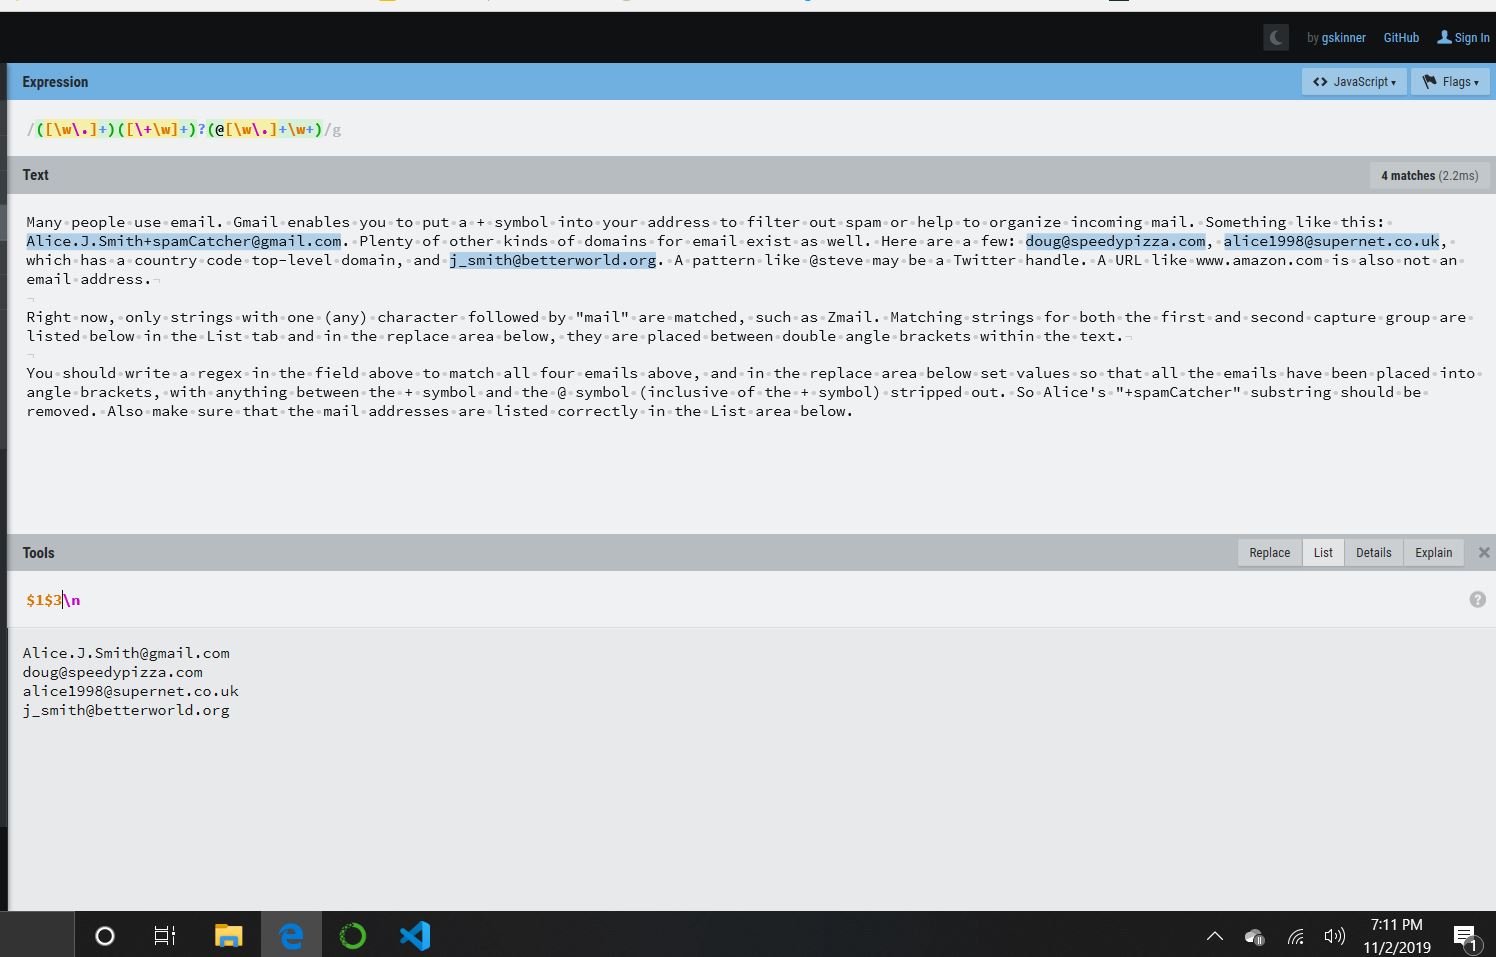 by gskinner GitHub Sign In
Expression
<> JavaScript Flags
/([\w\.]+)([\+\w]+)?(@[\w\.]+\w+)/g
Text
4 matches (2.2ms)
Many people use email. Gmail enables you to put a + symbol into your address to filter out spam or help to organize incoming mail. Something like this:
Alice.J.Smith+spamCatcher@gmail.com. Plenty of other kinds of domains for email exist as well. Here are a few: doug@speedypizza.com, alice1998@supernet.co.uk,
which has a country code top-level domain, and j_smith@betterworld.org. A pattern like @steve may be a Twitter handle. A URL like www.amazon.com is also not an
email address.
Right now, only strings with one (any) character followed by "mail" are matched, such as Zmail. Matching strings for both the first and second capture group are
listed below in the List tab and in the replace area below, they are placed between double angle brackets within the text.
You should write a regex in the field above to match all four emails above, and in the replace area below set values so that all the emails have been placed into
angle brackets, with anything between the + symbol and the @ symbol (inclusive of the + symbol) stripped out. So Alice's "+spamCatcher" substring should be
removed. Also make sure that the mail addresses are listed correctly in the List area below.
Tools
Replace List Details Explain
$1$3\n
Alice.J.Smith@gmail.com
doug@speedypizza.com
alice1998@supernet.co.uk
j_smith@betterworld.org
7:11 PM
11/2/2019
1